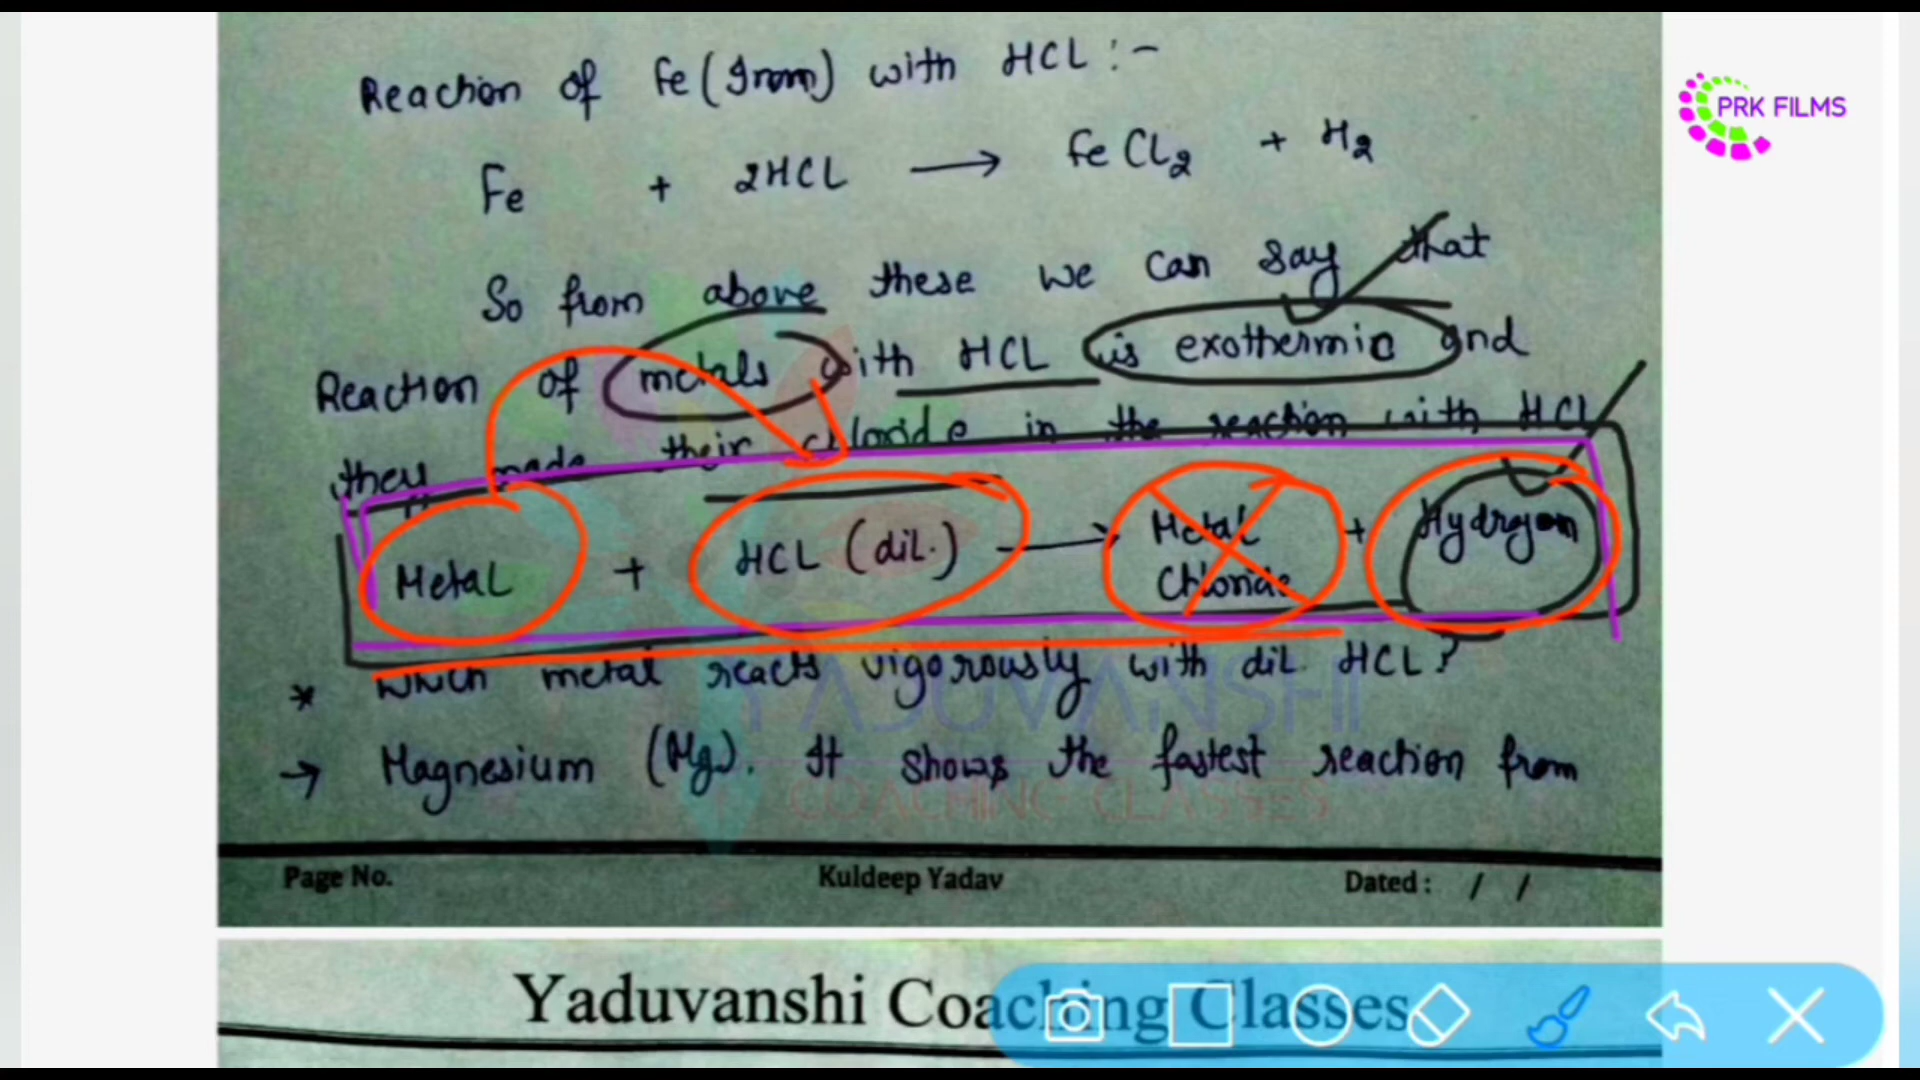 PRK FILMS
Reaction of Fe (Iron) with HCL :-
Fe + 2HCL → FeCL2 + H2
So from above these we can say that
Reaction of metals with HCL is exothermic and
they made their chloride in the reaction with HCL
Metal + HCL (dil.) → Metal Chloride + Hydrogen
* Which metal reacts vigorously with dil. HCL?
→ Magnesium (Mg). It shows the fastest reaction from
YADUVANSHI
COACHING CLASSES
Page No. Kuldeep Yadav Dated : / /
Yaduvanshi Coaching Classes